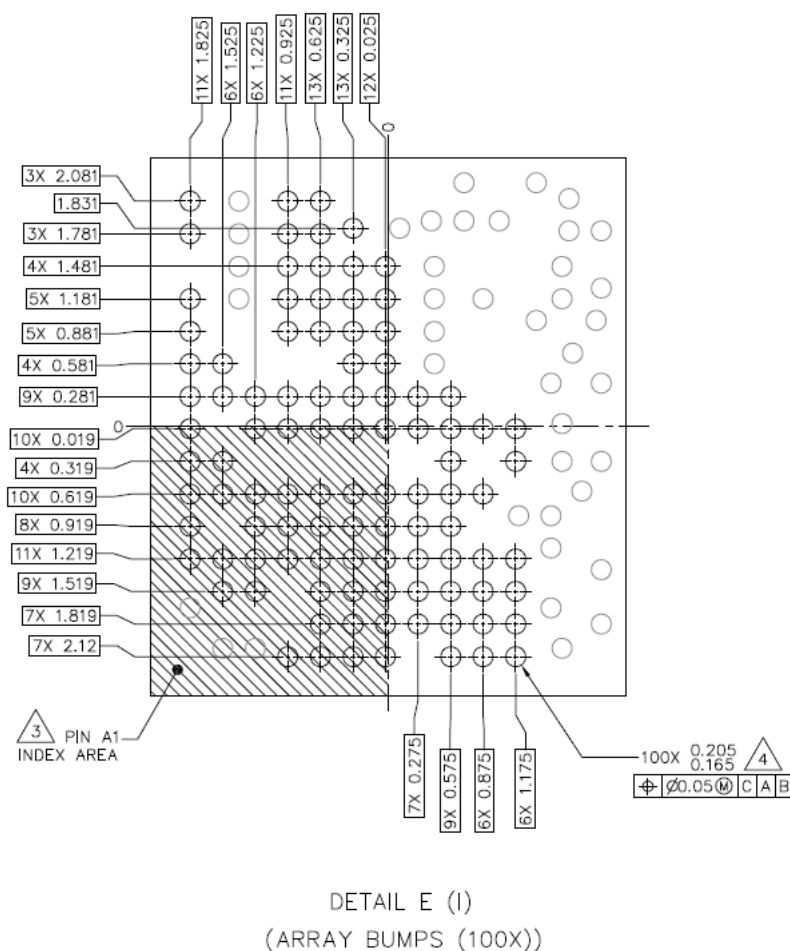 11X 1.825
6X 1.525
6X 1.225
11X 0.925
13X 0.625
13X 0.325
12X 0.025
0
3X 2.081
1.831
3X 1.781
4X 1.481
5X 1.181
5X 0.881
4X 0.581
9X 0.281
0
10X 0.019
4X 0.319
10X 0.619
8X 0.919
11X 1.219
9X 1.519
7X 1.819
7X 2.12
3 PIN A1
INDEX AREA
7X 0.275
9X 0.575
6X 0.875
6X 1.175
100X 0.205
0.165
4
⌖ Ø0.05Ⓜ C A B
DETAIL E (I)
(ARRAY BUMPS (100X))